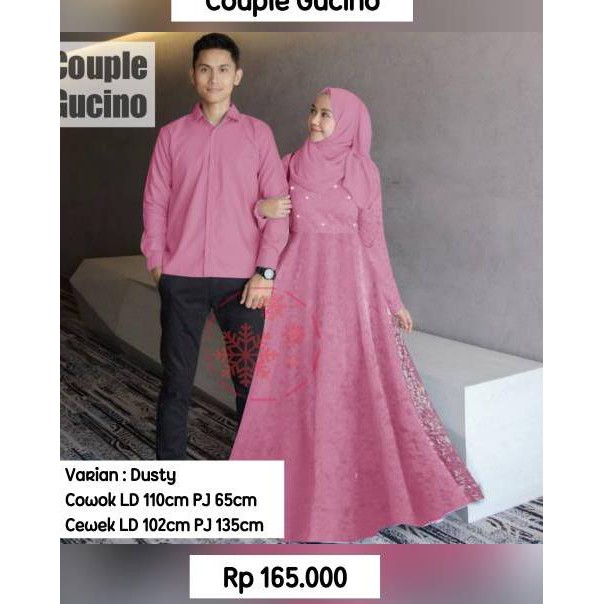 Couple Gucino
Couple
Gucino
Varian : Dusty
Cowok LD 110cm PJ 65cm
Cewek LD 102cm PJ 135cm
Rp 165.000